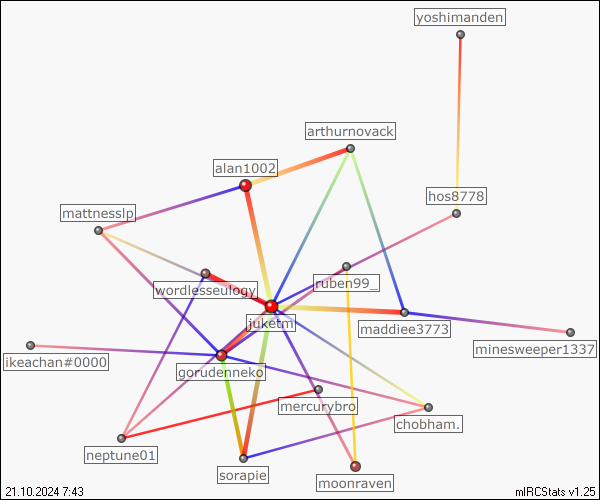 yoshimanden
arthurnovack
alan1002
hos8778
mattnesslp
ruben99_
wordlesseulogy
juketm
maddiee3773
minesweeper1337
ikeachan#0000
gorudenneko
mercurybro
chobham.
neptune01
sorapie
moonraven
21.10.2024 7:43
mIRCStats v1.25